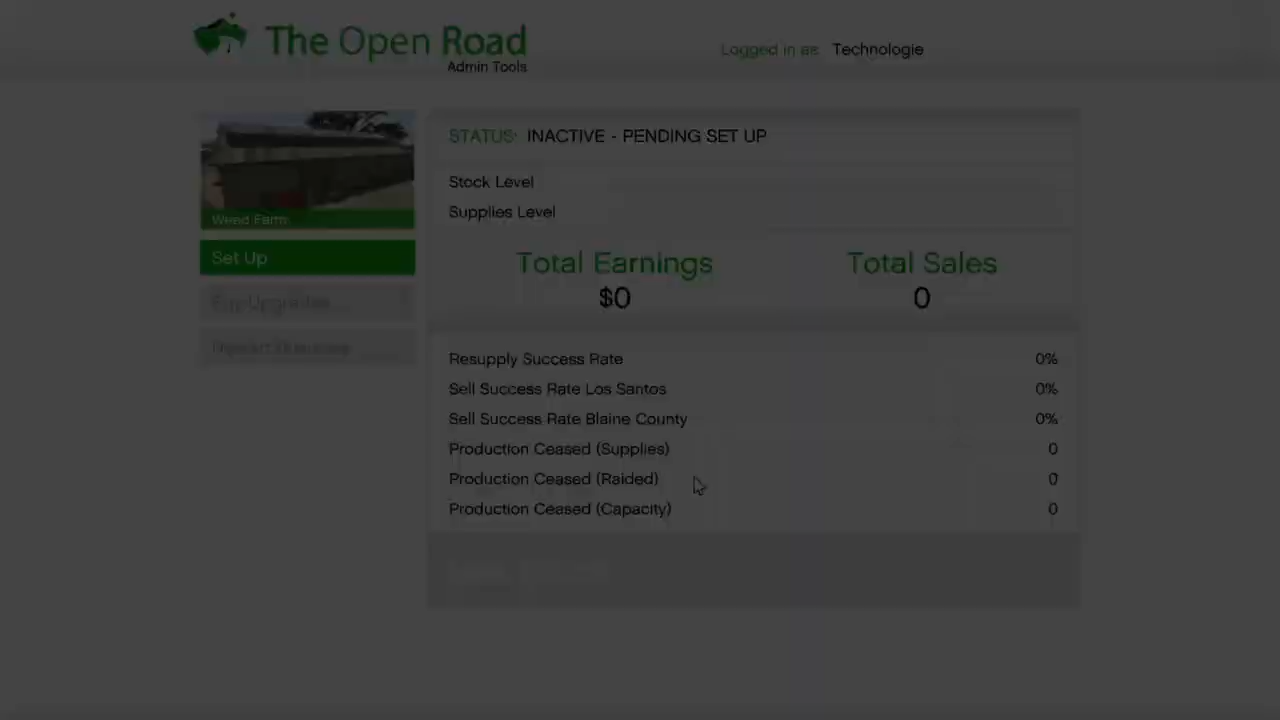 The Open Road
Admin Tools
Logged in as: Technologie
Weed Farm
Set Up
Buy Upgrades
STATUS: INACTIVE - PENDING SET UP
Stock Level
Supplies Level
Total Earnings
$0
Total Sales
0
Resupply Success Rate 0%
Sell Success Rate Los Santos 0%
Sell Success Rate Blaine County 0%
Production Ceased (Supplies) 0
Production Ceased (Raided) 0
Production Ceased (Capacity) 0